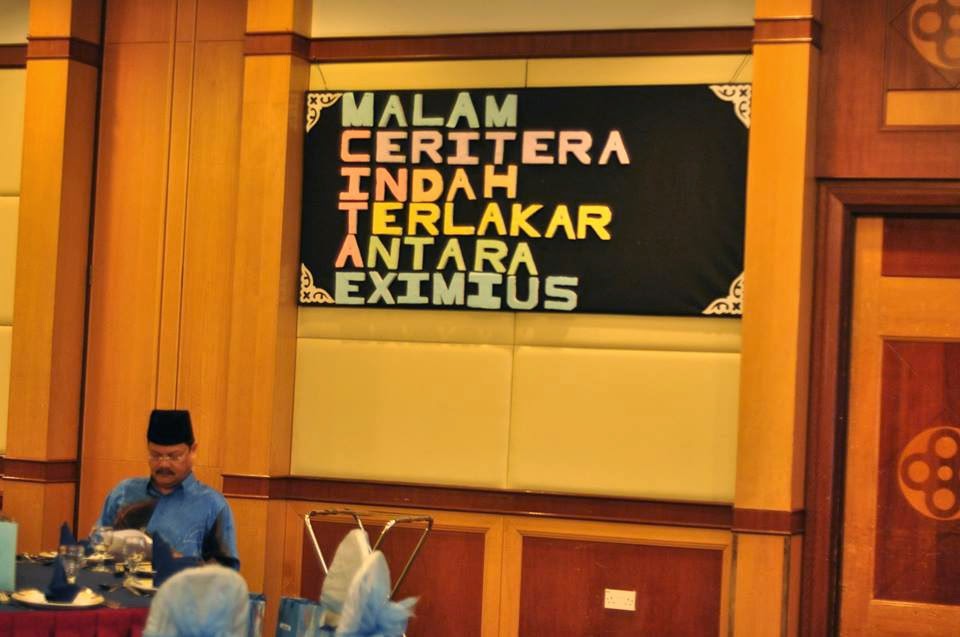 MALAM
CERITERA
INDAH
TERLAKAR
ANTARA
EXIMIUS